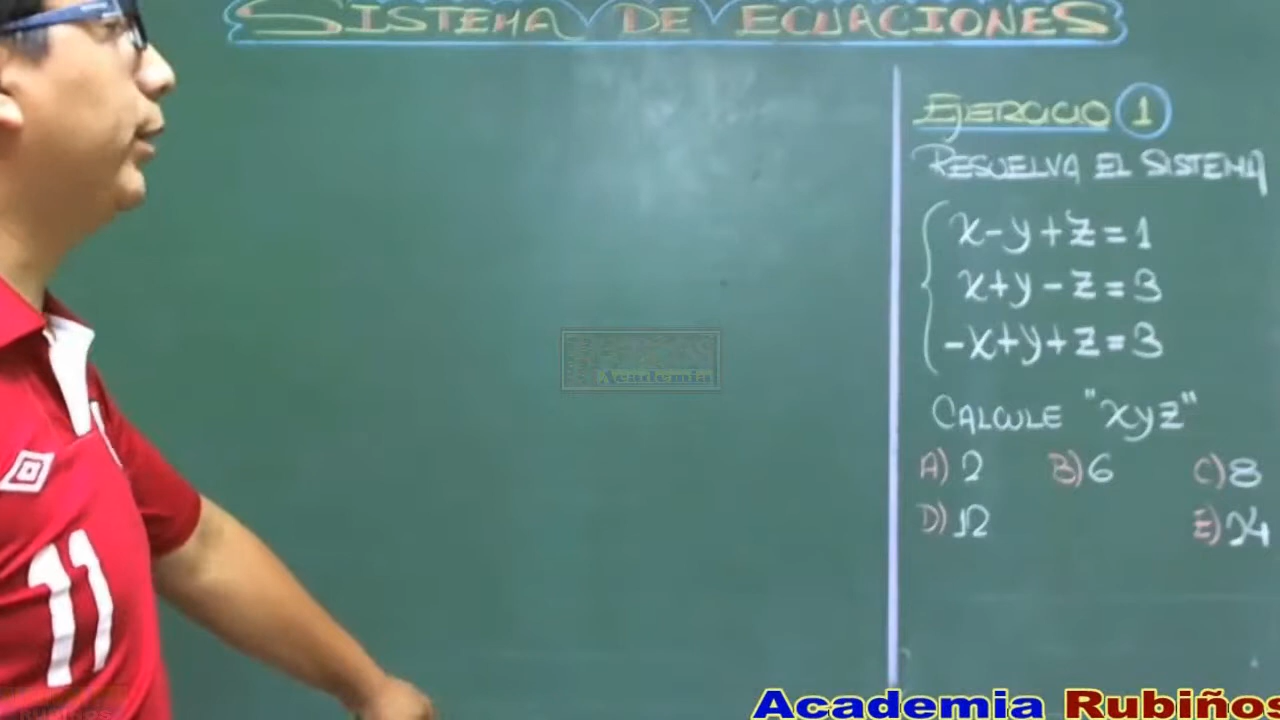 SISTEMA DE ECUACIONES
EJERCICIO 1
RESUELVA EL SISTEMA
x-y+z=1
x+y-z=3
-x+y+z=3
CALCULE "xyz"
A) 2 B) 6 C) 8
D) 12 E) 24
11
Academia
Academia Rubiños